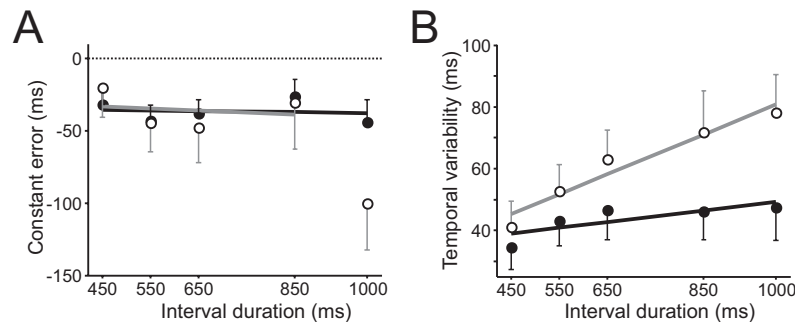 A
0
-50
-100
-150
Constant error (ms)
450 550 650 850 1000
Interval duration (ms)
B
100
80
60
40
Temporal variability (ms)
450 550 650 850 1000
Interval duration (ms)